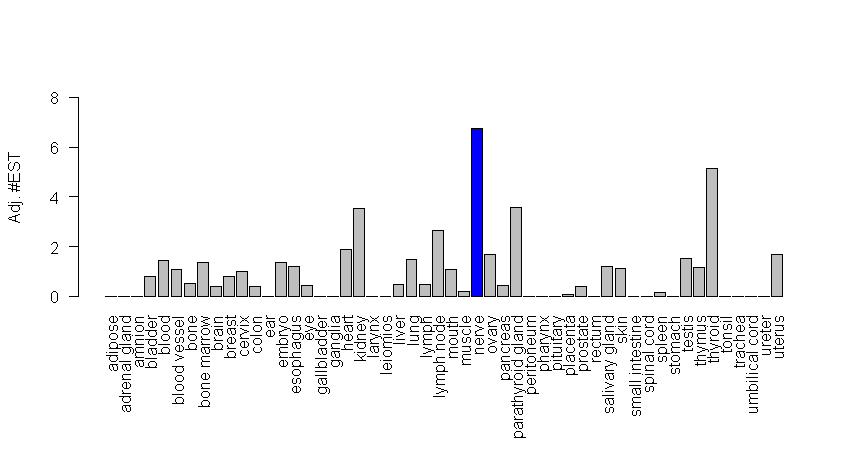 Adj. #EST
8
6
4
2
0
adipose
adrenal gland
amnion
bladder
blood
blood vessel
bone
bone marrow
brain
breast
cervix
colon
ear
embryo
esophagus
eye
gallbladder
ganglia
heart
kidney
larynx
leiomios
liver
lung
lymph
lymph node
mouth
muscle
nerve
ovary
pancreas
parathyroid gland
peritoneum
pharynx
pituitary
placenta
prostate
rectum
salivary gland
skin
small intestine
spinal cord
spleen
stomach
testis
thymus
thyroid
tonsil
trachea
umbilical cord
ureter
uterus